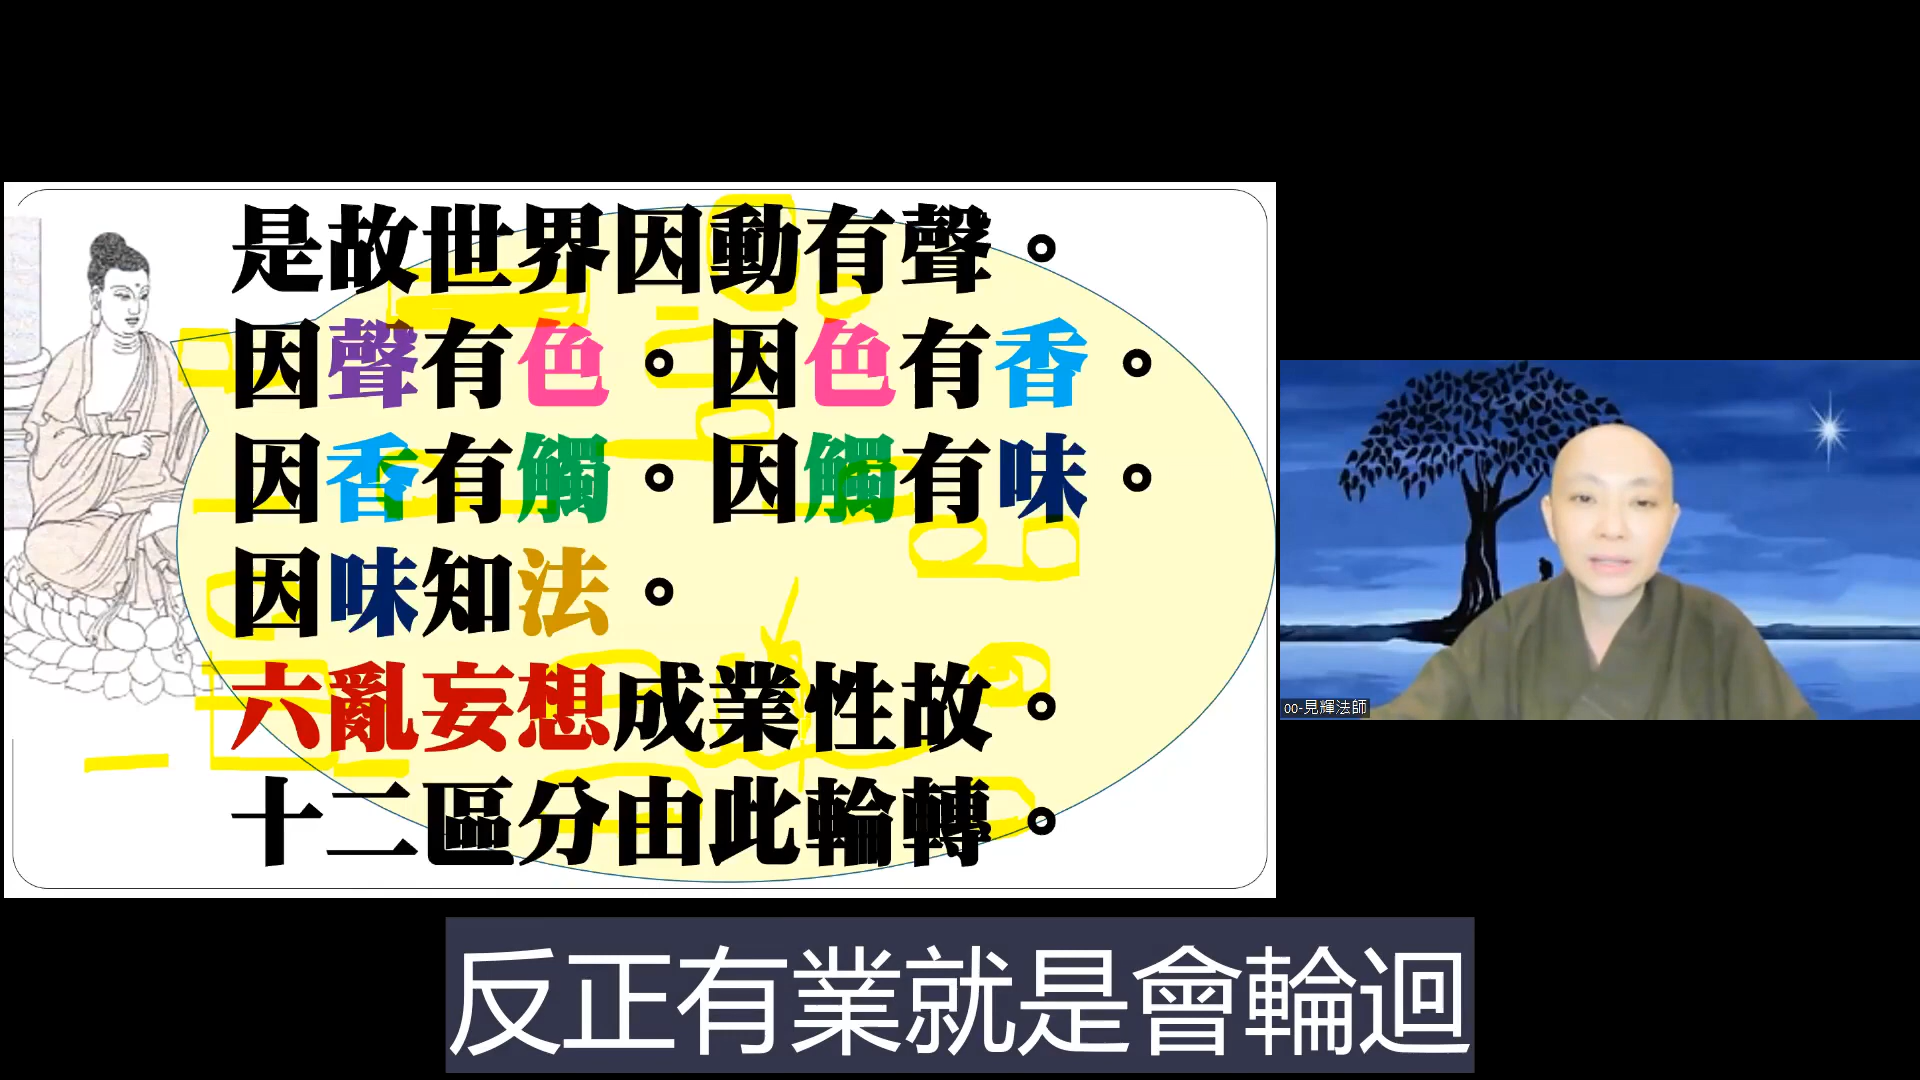 是故世界因動有聲。
因聲有色。因色有香。
因香有觸。因觸有味。
因味知法。
六亂妄想成業性故。
十二區分由此輪轉。
00-見輝法師
反正有業就是會輪迴